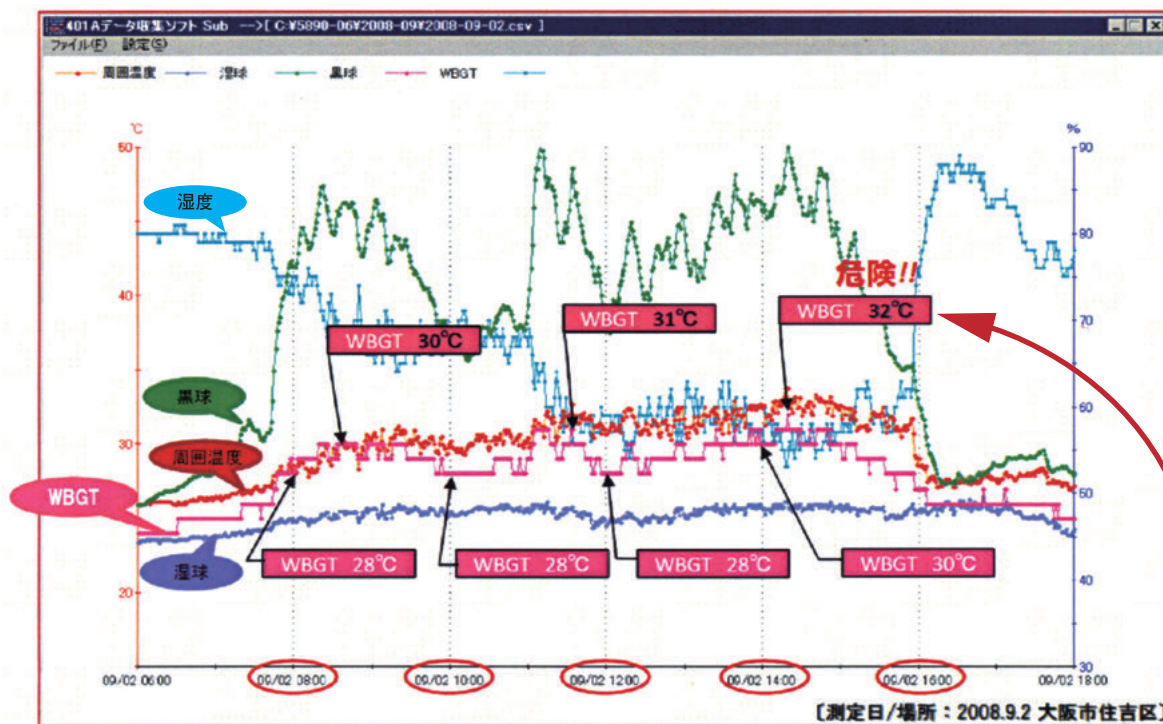 401Aデータ収集ソフト Sub -->[ C:¥5890-06¥2008-09¥2008-09-02.csv ]
ファイル(F) 設定(S)
周囲温度 湿球 黒球 WBGT
℃ %
50 90
湿度
80
危険!!
40
WBGT 32℃
WBGT 31℃
70
WBGT 30℃
黒球
60
30
周囲温度
WBGT
50
湿球
WBGT 28℃ WBGT 28℃ WBGT 28℃ WBGT 30℃
20 40
30
09/02 06:00 09/02 08:00 09/02 10:00 09/02 12:00 09/02 14:00 09/02 16:00 09/02 18:00
[測定日/場所：2008.9.2 大阪市住吉区]